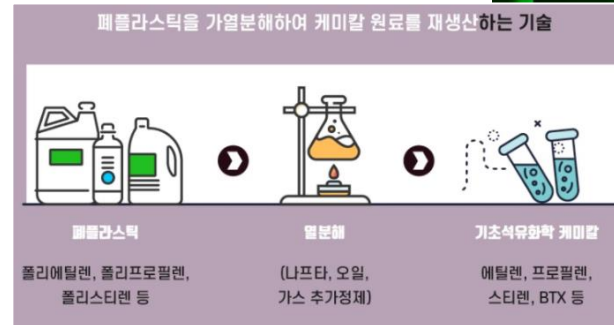 폐플라스틱을 가열분해하여 케미칼 원료를 재생산하는 기술
폐플라스틱
열분해
기초석유화학 케미칼
폴리에틸렌, 폴리프로필렌,
폴리스티렌 등
(나프타, 오일,
가스 추가정제)
에틸렌, 프로필렌,
스티렌, BTX 등